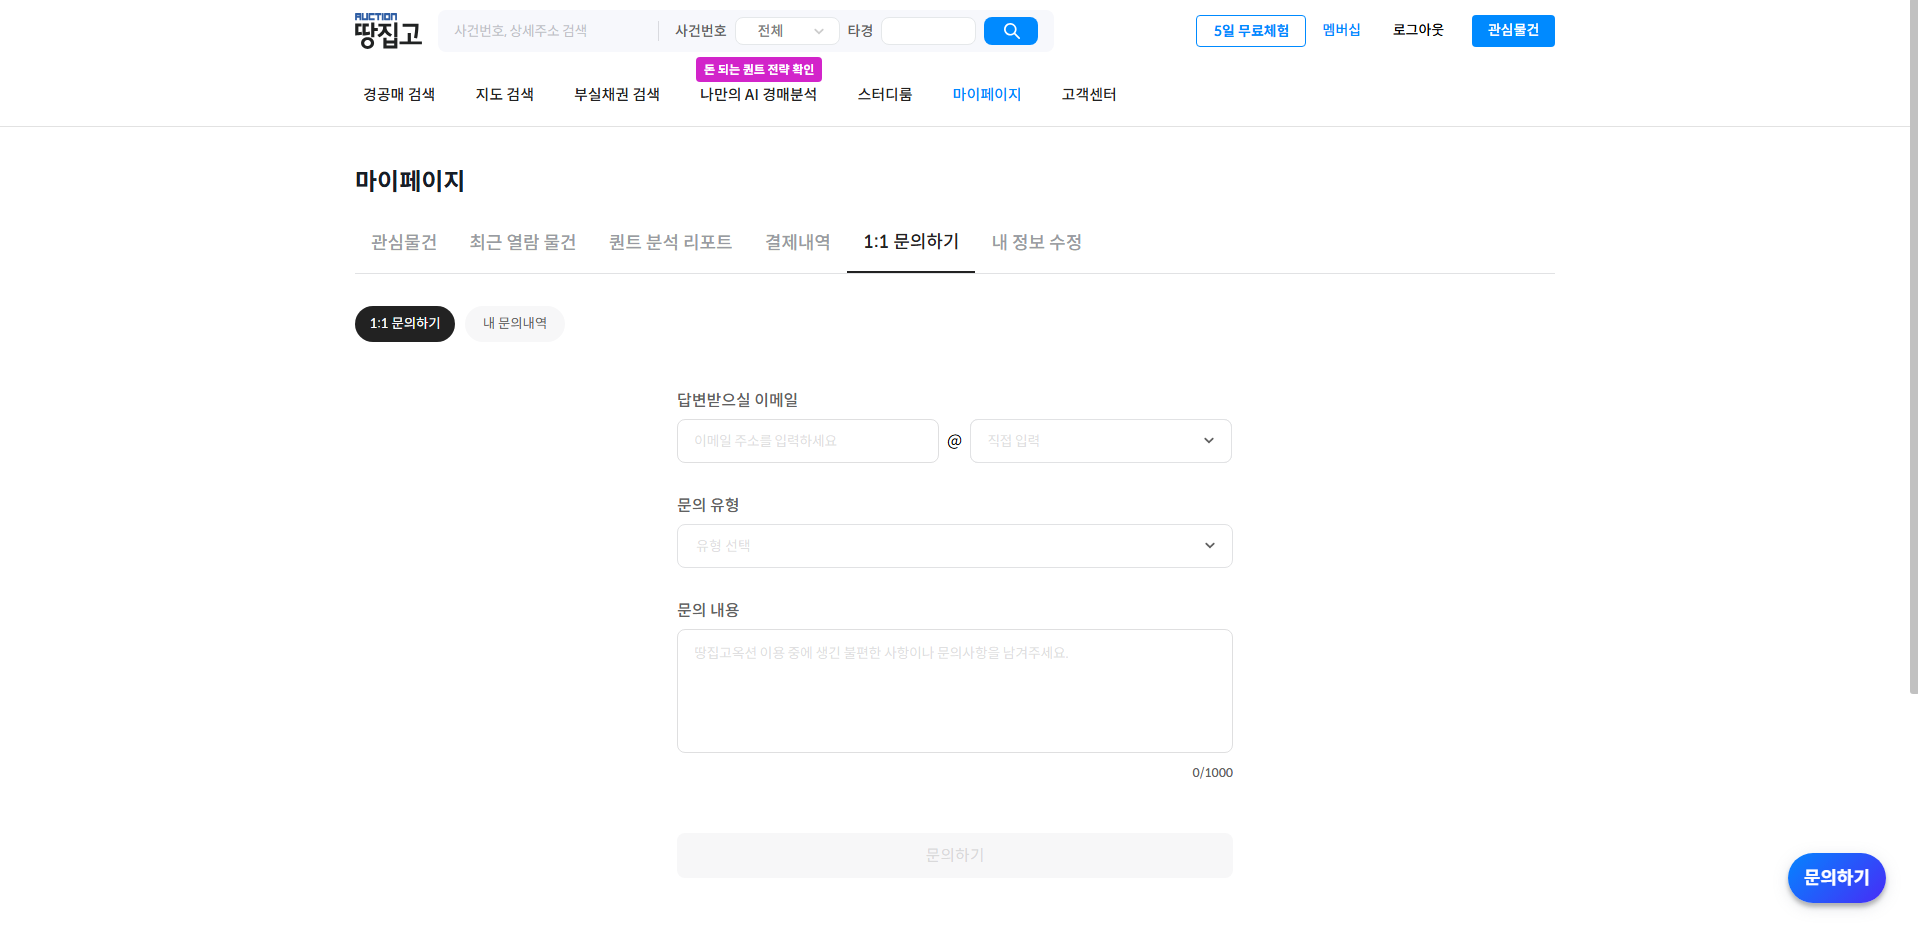 AUCTION
땅집고
사건번호, 상세주소 검색
사건번호
전체
타경
5일 무료체험
멤버십
로그아웃
관심물건
돈 되는 퀀트 전략 확인
경공매 검색
지도 검색
부실채권 검색
나만의 AI 경매분석
스터디룸
마이페이지
고객센터
마이페이지
관심물건
최근 열람 물건
퀀트 분석 리포트
결제내역
1:1 문의하기
내 정보 수정
1:1 문의하기
내 문의내역
답변받으실 이메일
이메일 주소를 입력하세요
@
직접 입력
문의 유형
유형 선택
문의 내용
땅집고옥션 이용 중에 생긴 불편한 사항이나 문의사항을 남겨주세요.
0/1000
문의하기
문의하기